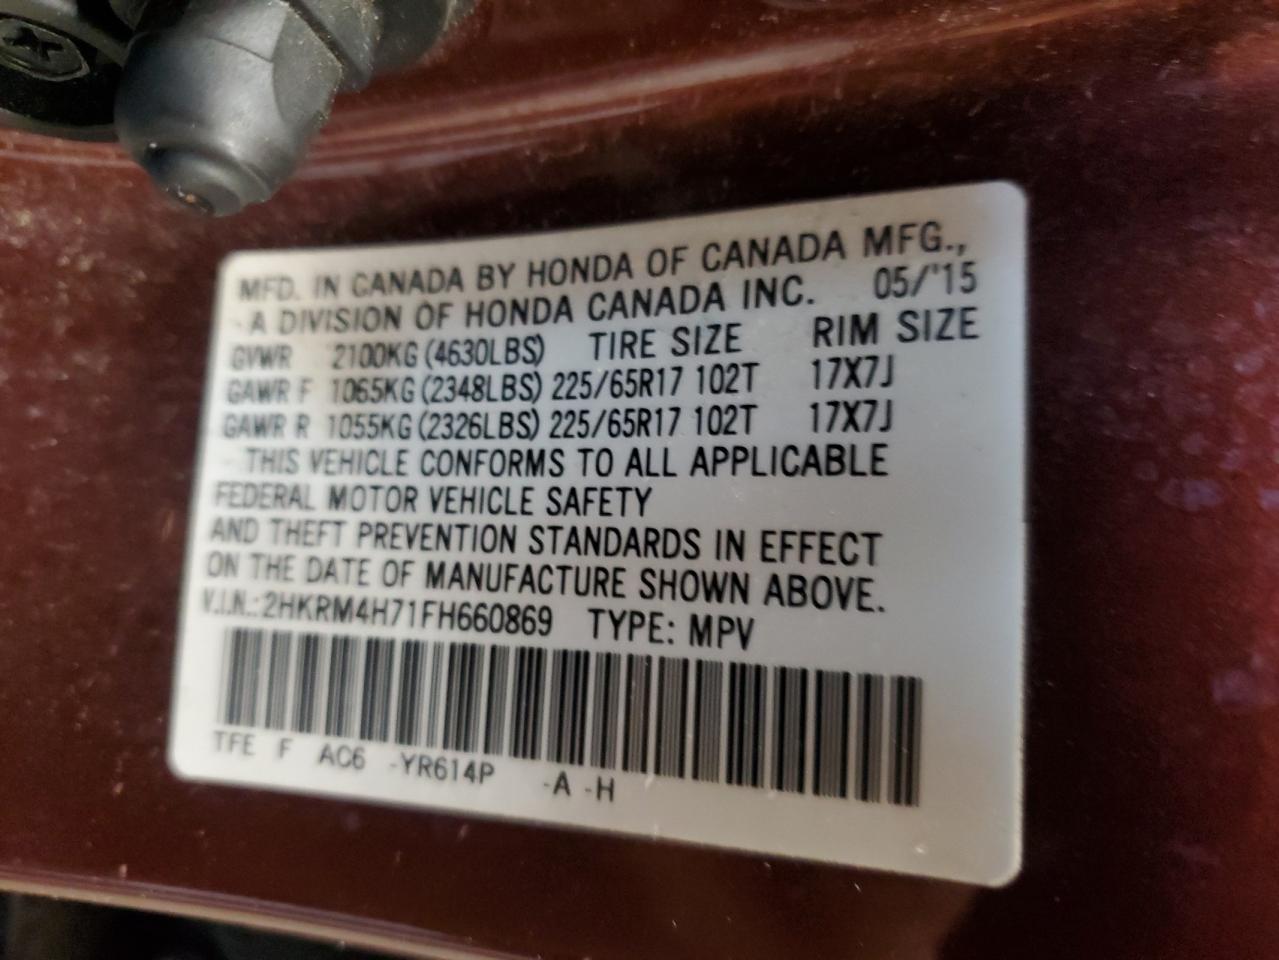 MFD. IN CANADA BY HONDA OF CANADA MFG.,
A DIVISION OF HONDA CANADA INC. 05/'15
GVWR 2100KG (4630LBS) TIRE SIZE RIM SIZE
GAWR F 1065KG (2348LBS) 225/65R17 102T 17X7J
GAWR R 1055KG (2326LBS) 225/65R17 102T 17X7J
THIS VEHICLE CONFORMS TO ALL APPLICABLE
FEDERAL MOTOR VEHICLE SAFETY
AND THEFT PREVENTION STANDARDS IN EFFECT
ON THE DATE OF MANUFACTURE SHOWN ABOVE.
V.I.N.: 2HKRM4H71FH660869 TYPE: MPV
TFE F AC6 -YR614P -A -H